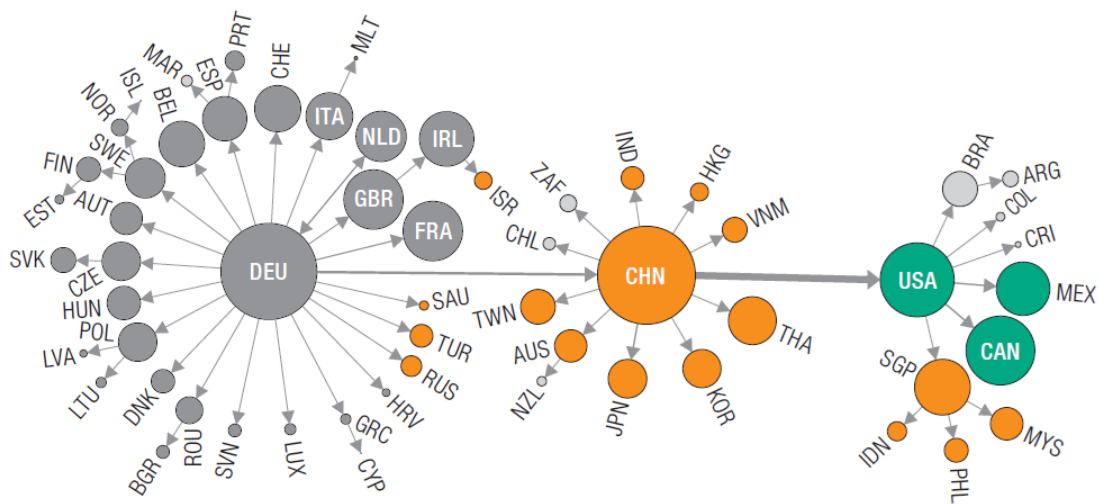 PRT
MLT
CHE
MAR
ESP
ISL
NOR
BEL
ITA
NLD
IRL
FIN
SWE
EST
AUT
GBR
ISR
FRA
SVK
CZE
DEU
HUN
POL
LVA
LTU
DNK
BGR
ROU
SVN
LUX
CYP
GRC
HRV
RUS
TUR
SAU
IND
HKG
ZAF
VNM
CHL
CHN
TWN
AUS
NZL
JPN
KOR
THA
BRA
ARG
COL
CRI
USA
MEX
CAN
SGP
IDN
PHL
MYS